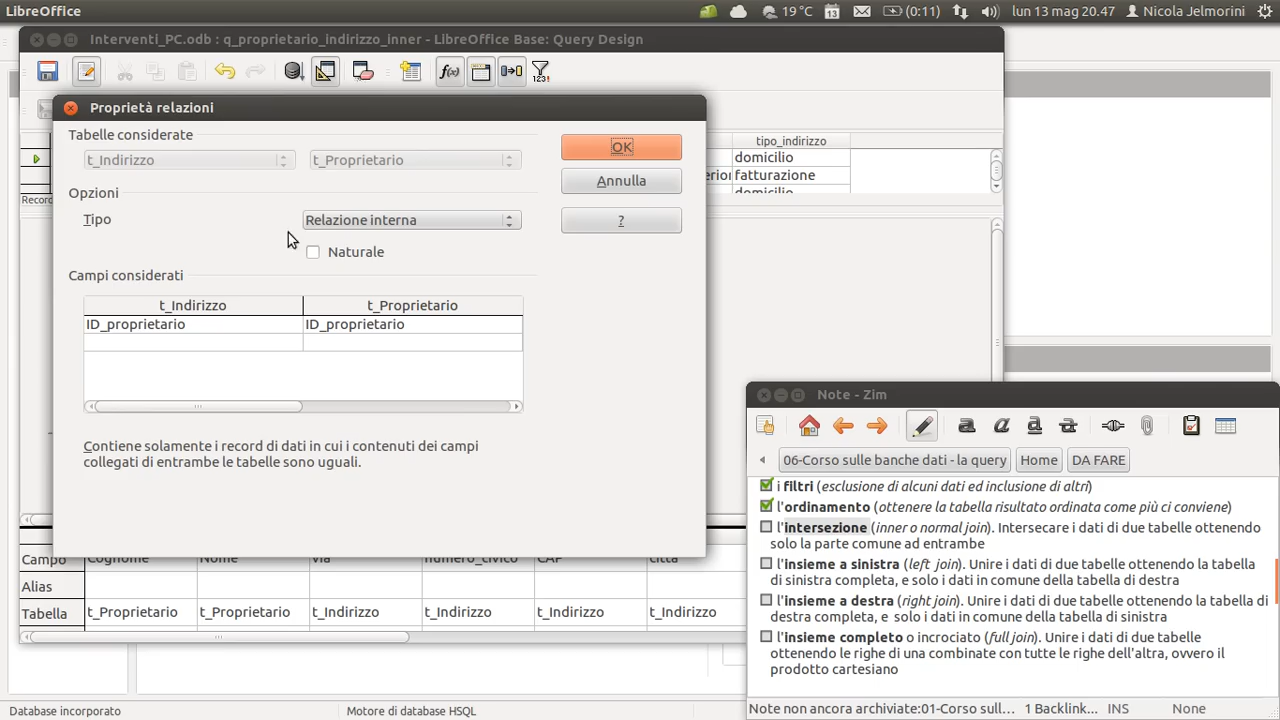 LibreOffice
19 °C
13
(0:11)
lun 13 mag 20.47
Nicola Jelmorini
Interventi_PC.odb : q_proprietario_indirizzo_inner - LibreOffice Base: Query Design
f(x)
123!
Proprietà relazioni
Tabelle considerate
t_Indirizzo
t_Proprietario
OK
Opzioni
Annulla
Tipo
Relazione interna
?
Naturale
Campi considerati
t_Indirizzo
t_Proprietario
ID_proprietario
ID_proprietario
Contiene solamente i record di dati in cui i contenuti dei campi
collegati di entrambe le tabelle sono uguali.
tipo_indirizzo
domicilio
fatturazione
domicilio
Record
Campo
Cognome
Nome
via
numero_civico
CAP
città
Alias
Tabella
t_Proprietario
t_Proprietario
t_Indirizzo
t_Indirizzo
t_Indirizzo
t_Indirizzo
Note - Zim
06-Corso sulle banche dati - la query
Home
DA FARE
i filtri (esclusione di alcuni dati ed inclusione di altri)
l'ordinamento (ottenere la tabella risultato ordinata come più ci conviene)
l'intersezione (inner o normal join). Intersecare i dati di due tabelle ottenendo
solo la parte comune ad entrambe
l'insieme a sinistra (left join). Unire i dati di due tabelle ottenendo la tabella
di sinistra completa, e solo i dati in comune della tabella di destra
l'insieme a destra (right join). Unire i dati di due tabelle ottenendo la tabella di
destra completa, e solo i dati in comune della tabella di sinistra
l'insieme completo o incrociato (full join). Unire i dati di due tabelle
ottenendo le righe di una combinate con tutte le righe dell'altra, ovvero il
prodotto cartesiano
Note non ancora archiviate:01-Corso sull...
1 Backlink...
INS
None
Database incorporato
Motore di database HSQL